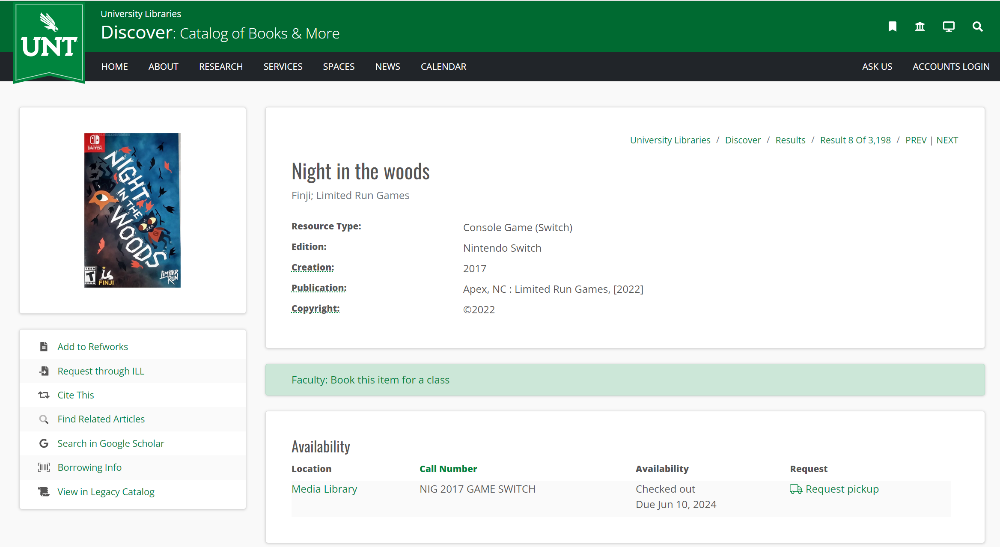 University Libraries
Discover: Catalog of Books & More
UNT
HOME
ABOUT
RESEARCH
SERVICES
SPACES
NEWS
CALENDAR
ASK US
ACCOUNTS LOGIN
NINTENDO
SWITCH.
NIGHT
IN THE
WOODS
TEEN
T
ESRB
FINJI
LIMITED
RUN
Add to Refworks
Request through ILL
Cite This
Find Related Articles
G Search in Google Scholar
Borrowing Info
View in Legacy Catalog
University Libraries / Discover / Results / Result 8 Of 3,198 / PREV | NEXT
Night in the woods
Finji; Limited Run Games
Resource Type: Console Game (Switch)
Edition: Nintendo Switch
Creation: 2017
Publication: Apex, NC : Limited Run Games, [2022]
Copyright: ©2022
Faculty: Book this item for a class
Availability
Location Call Number Availability Request
Media Library NIG 2017 GAME SWITCH Checked out Request pickup
Due Jun 10, 2024